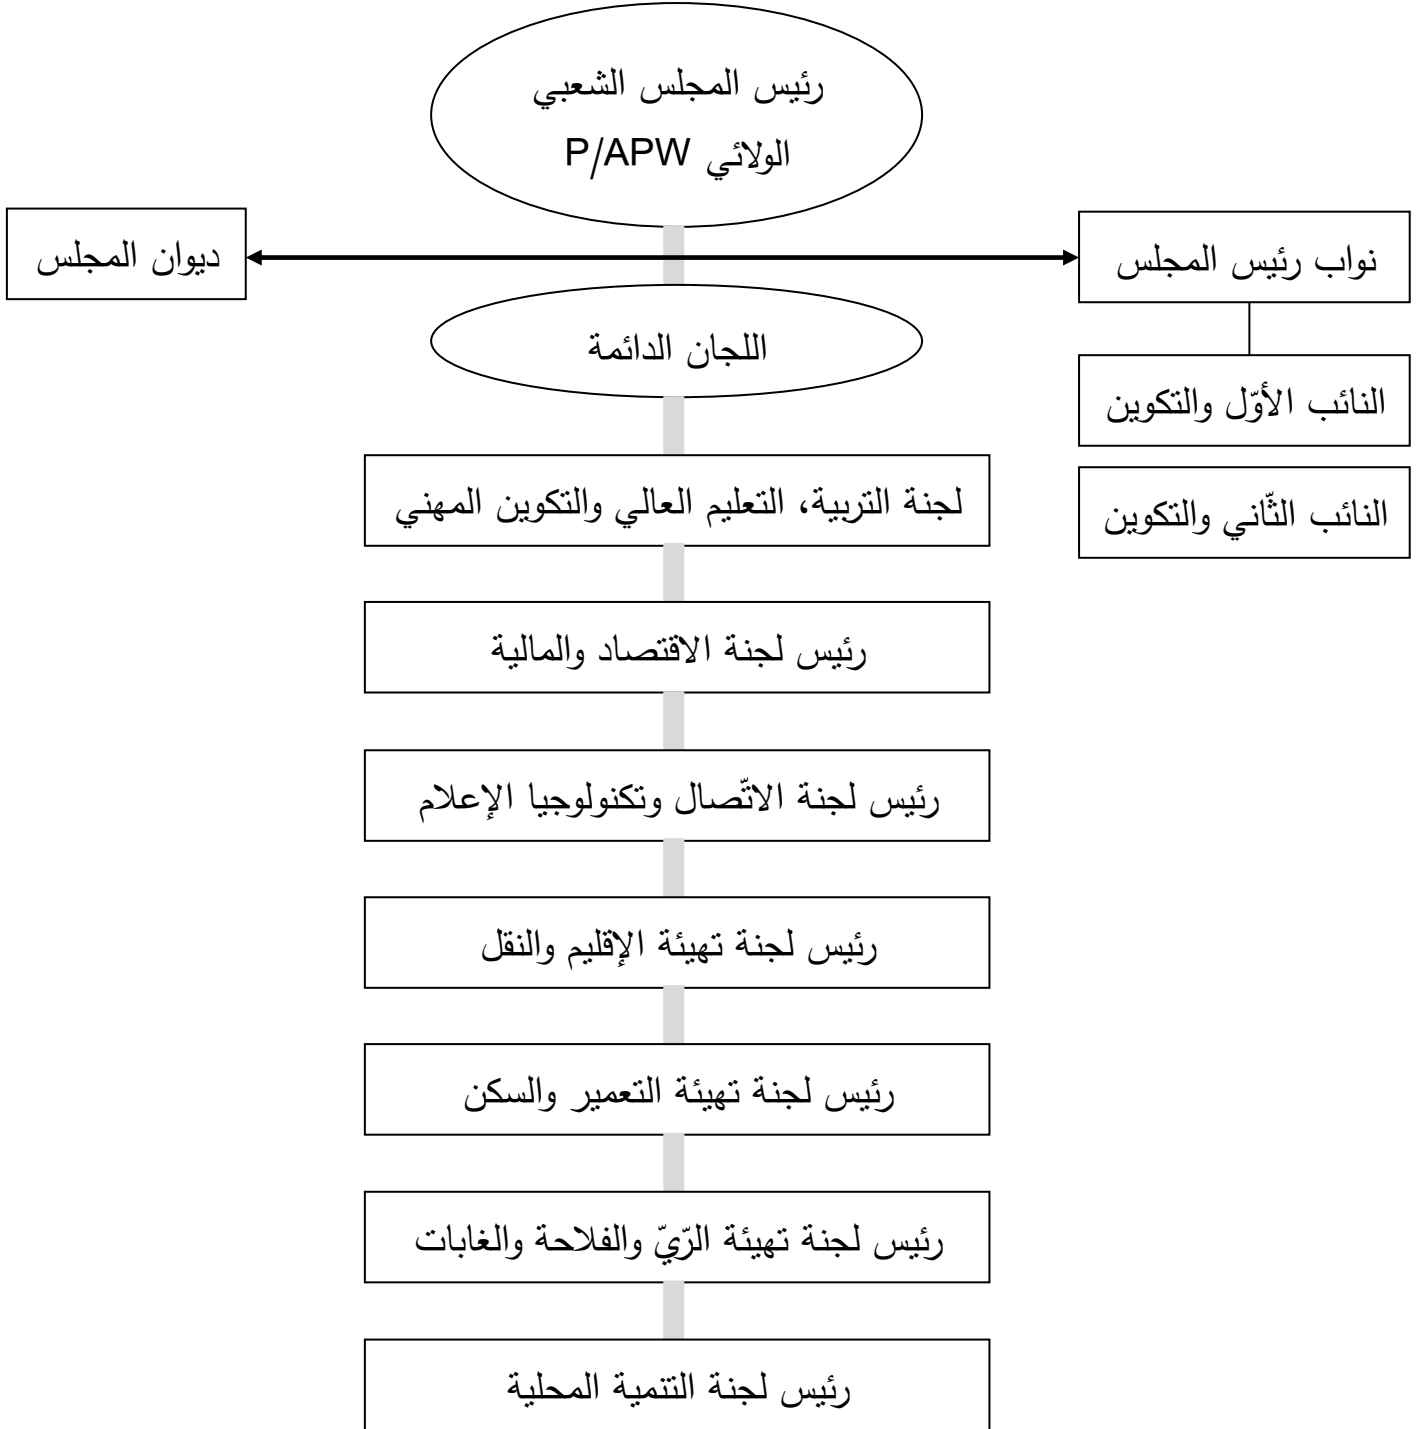 رئيس المجلس الشعبي
الولائي P/APW
نواب رئيس المجلس
ديوان المجلس
اللجان الدائمة
النائب الأوّل والتكوين
النائب الثّاني والتكوين
لجنة التربية، التعليم العالي والتكوين المهني
رئيس لجنة الاقتصاد والمالية
رئيس لجنة الاتّصال وتكنولوجيا الإعلام
رئيس لجنة تهيئة الإقليم والنقل
رئيس لجنة تهيئة التعمير والسكن
رئيس لجنة تهيئة الرّيّ والفلاحة والغابات
رئيس لجنة التنمية المحلية